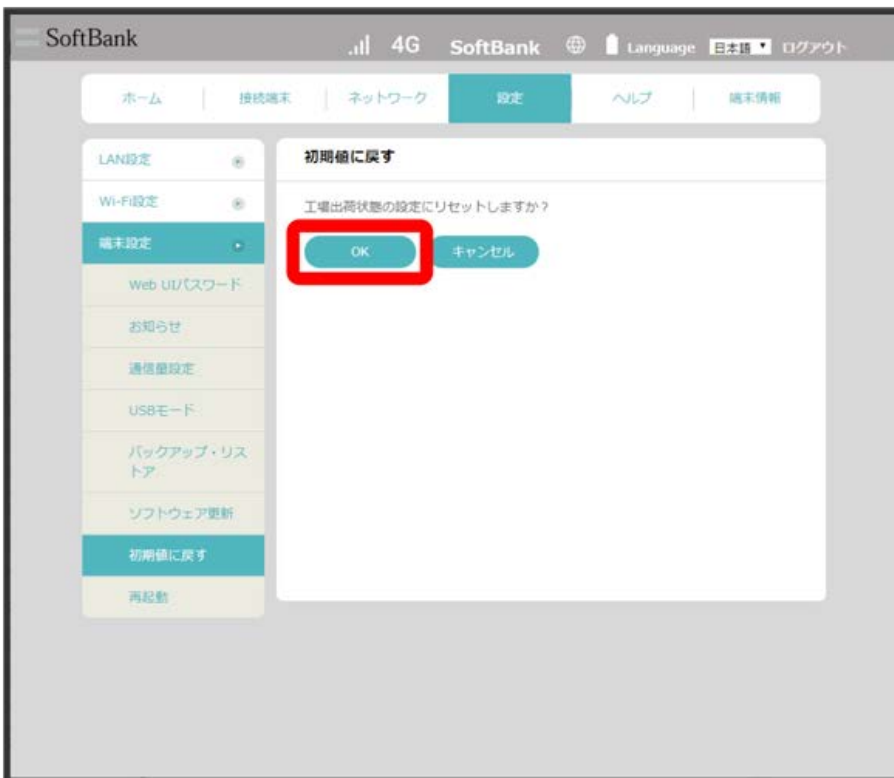 SoftBank
4G SoftBank Language 日本語 ログアウト
ホーム 接続端末 ネットワーク 設定 ヘルプ 端末情報
LAN設定
Wi-Fi設定
端末設定
Web UIパスワード
お知らせ
通信量設定
USBモード
バックアップ・リス
トア
ソフトウェア更新
初期値に戻す
再起動
初期値に戻す
工場出荷状態の設定にリセットしますか?
OK キャンセル